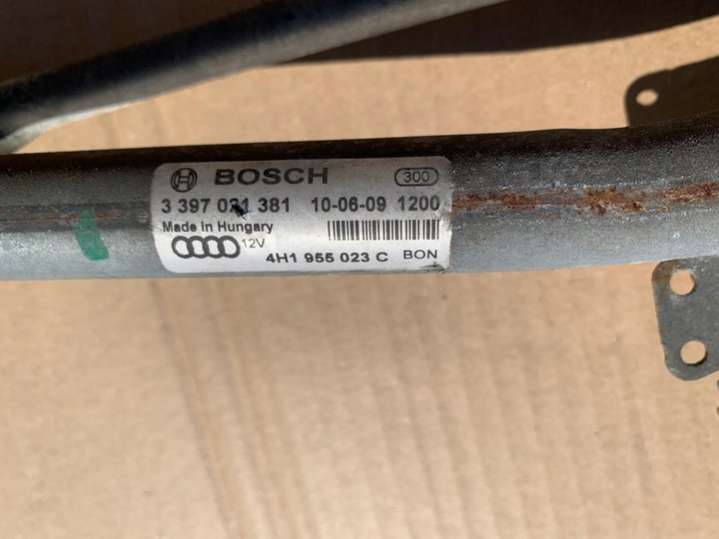 BOSCH 300
3 397 021 381 10-06-09 1200
Made in Hungary
12V
4H1 955 023 C BON